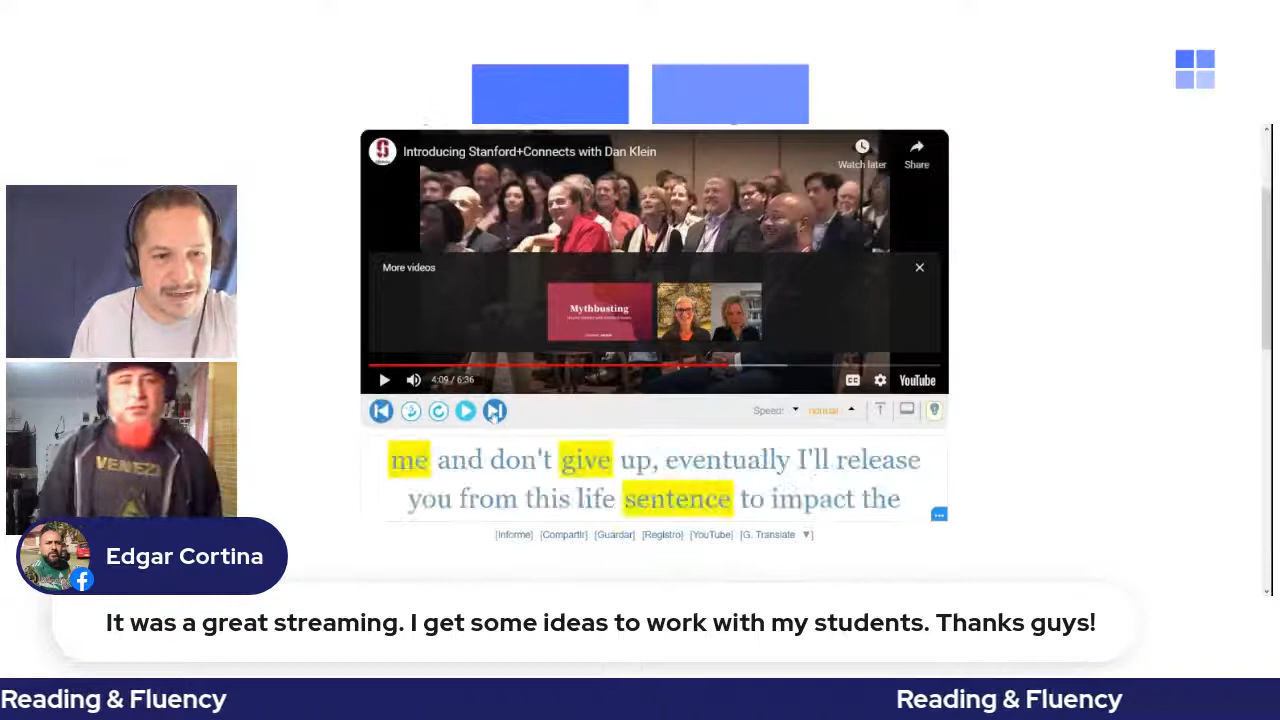 Introducing Stanford+Connects with Dan Klein
Watch later
Share
More videos
Mythbusting
4:09 / 6:36
CC
YouTube
Speed:
normal
me and don't give up, eventually I'll release
you from this life sentence to impact the
[Informe] [Compartir] [Guardar] [Registro] [YouTube] [G. Translate ▼]
VENEZ
Edgar Cortina
It was a great streaming. I get some ideas to work with my students. Thanks guys!
Reading & Fluency
Reading & Fluency